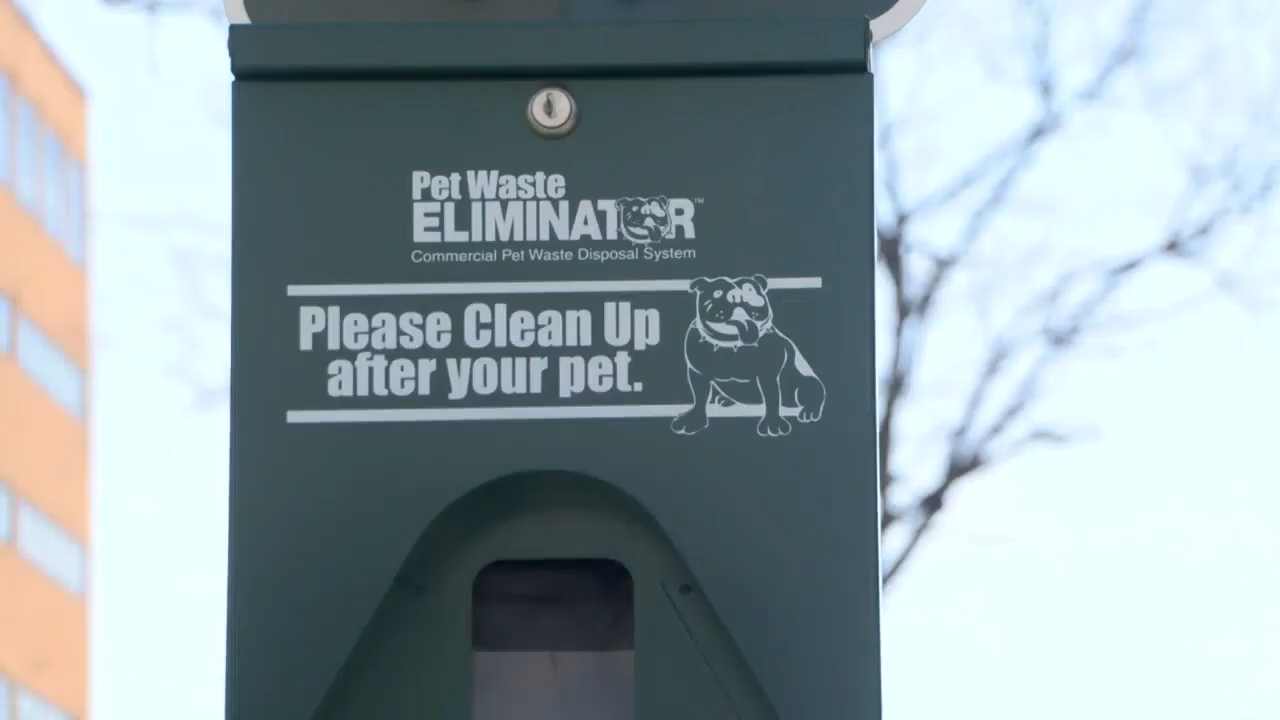 Pet Waste
ELIMINATOR™
Commercial Pet Waste Disposal System
Please Clean Up
after your pet.